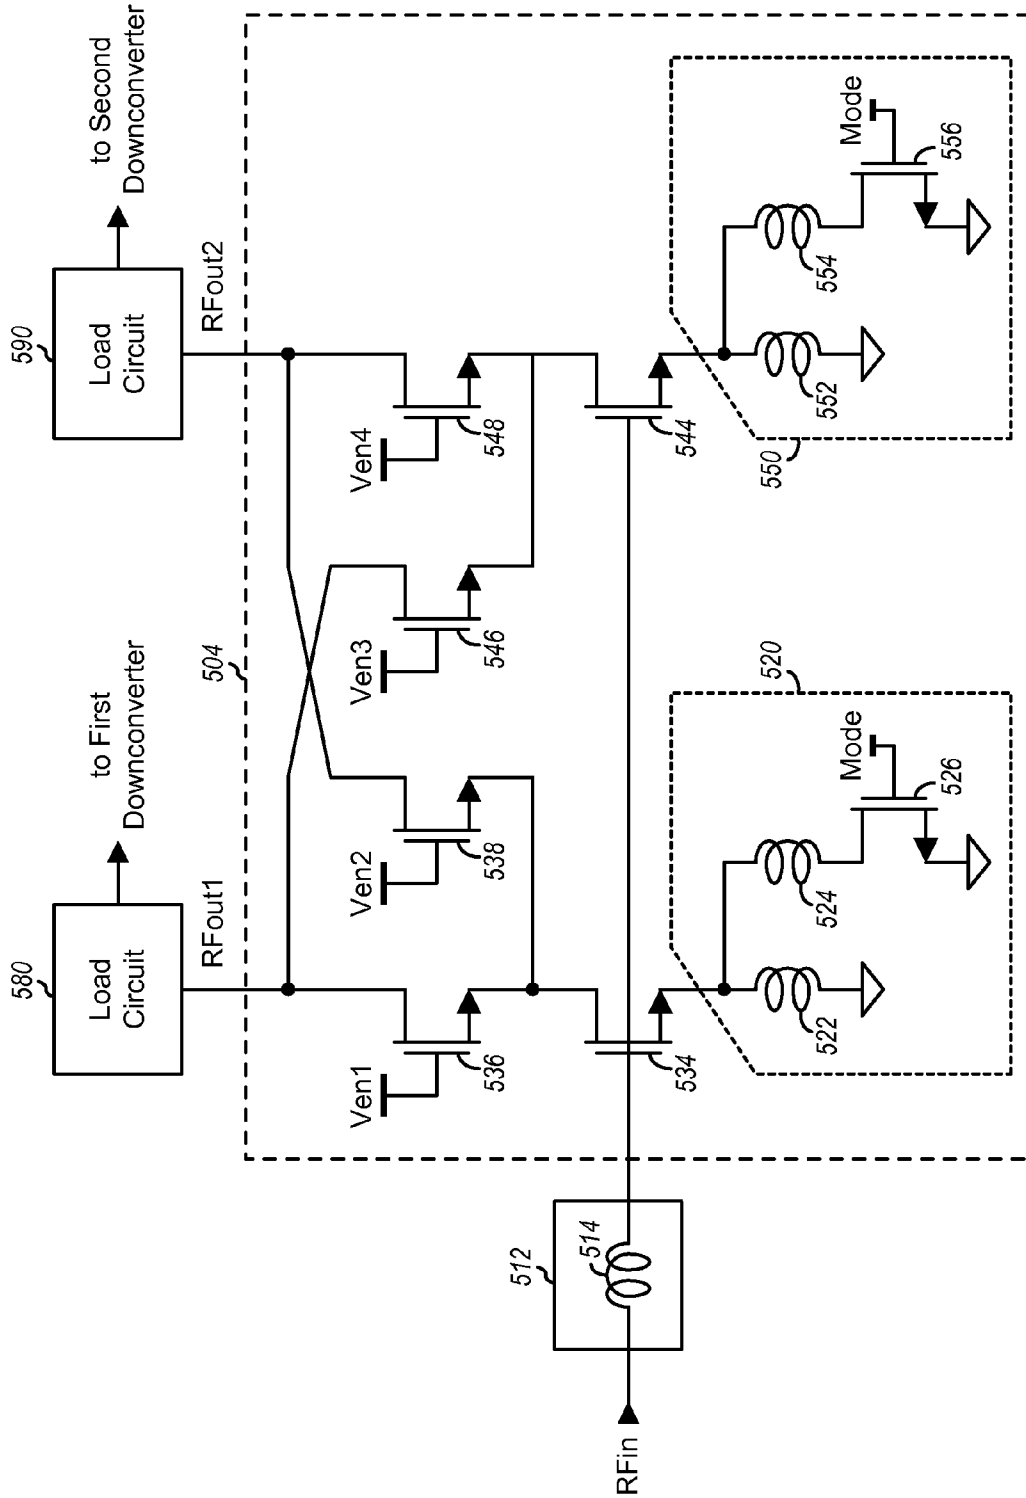 to First
Downconverter
to Second
Downconverter
580
Load
Circuit
590
Load
Circuit
RFout1
RFout2
504
Ven1
536
Ven2
538
Ven3
546
Ven4
548
RFin
512
514
534
544
520
522
524
Mode
526
550
552
554
Mode
556